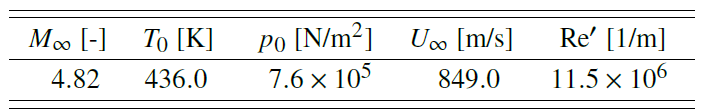 M∞ [-] T0 [K] p0 [N/m²] U∞ [m/s] Re′ [1/m]
4.82 436.0 7.6 × 10⁵ 849.0 11.5 × 10⁶